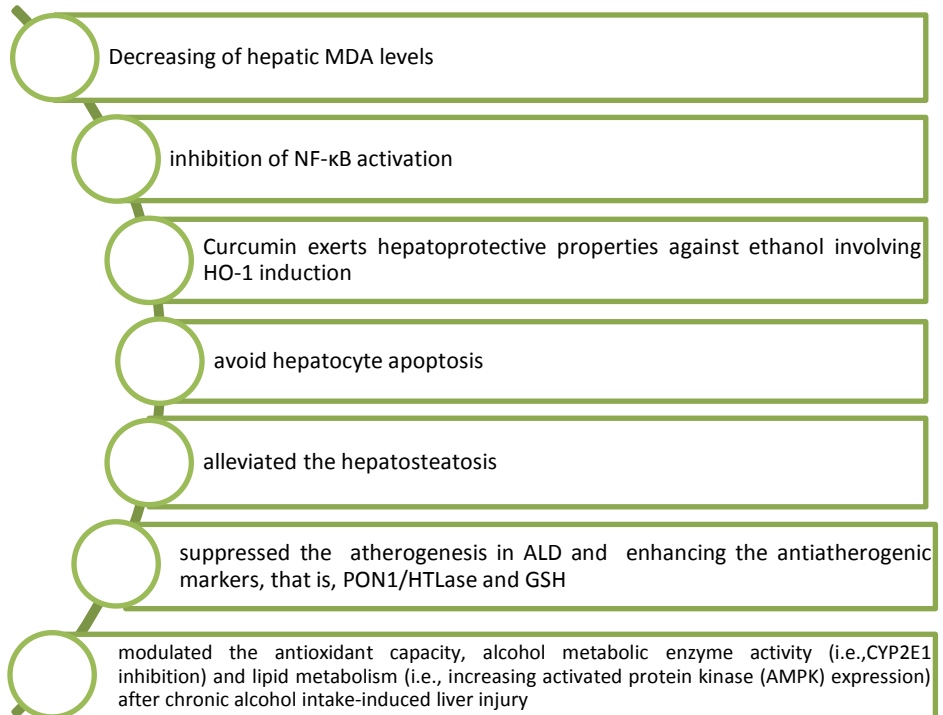 Decreasing of hepatic MDA levels
inhibition of NF-κB activation
Curcumin exerts hepatoprotective properties against ethanol involving
HO-1 induction
avoid hepatocyte apoptosis
alleviated the hepatosteatosis
suppressed the atherogenesis in ALD and enhancing the antiatherogenic
markers, that is, PON1/HTLase and GSH
modulated the antioxidant capacity, alcohol metabolic enzyme activity (i.e.,CYP2E1
inhibition) and lipid metabolism (i.e., increasing activated protein kinase (AMPK) expression)
after chronic alcohol intake-induced liver injury